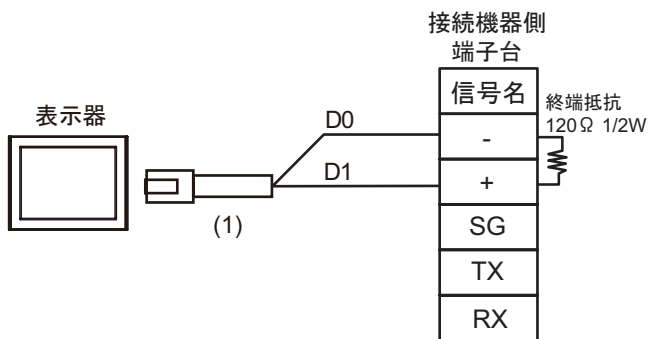 接続機器側
端子台
信号名
終端抵抗
120Ω 1/2W
表示器
D0
-
D1
+
(1)
SG
TX
RX